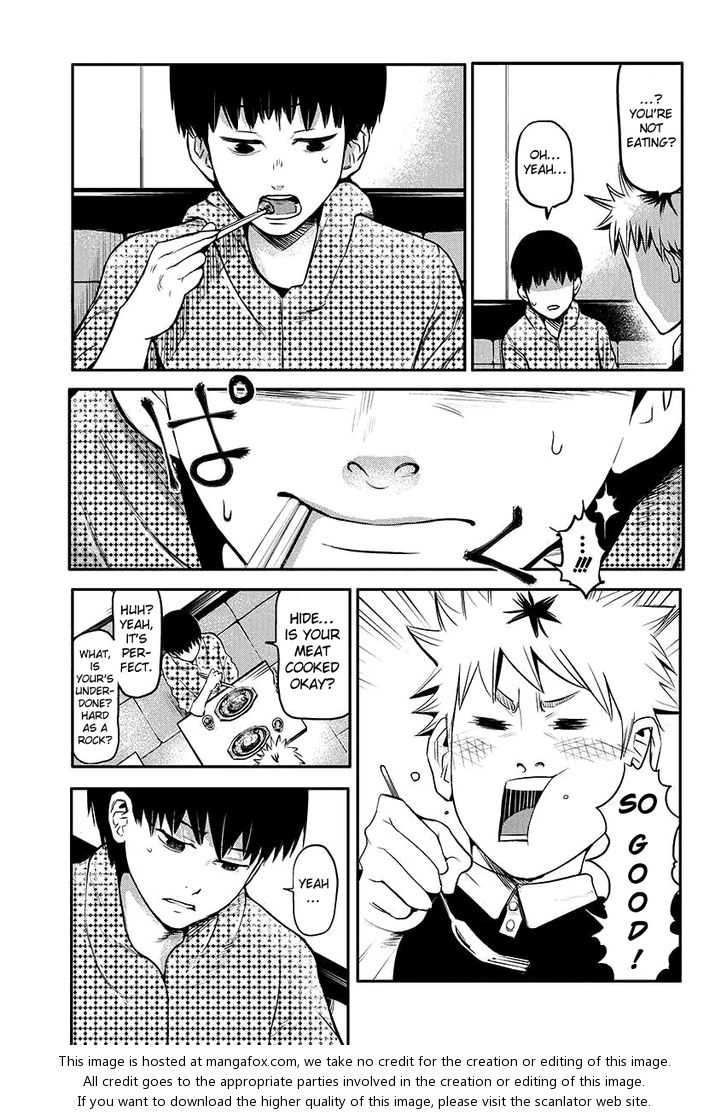 ...?
YOU'RE
NOT
EATING?
OH...
YEAH...
ぱ
く
...!!!
SO
GOOD!
HIDE...
IS YOUR
MEAT
COOKED
OKAY?
HUH?
YEAH,
IT'S
PER-
FECT.
WHAT,
IS
YOUR'S
UNDER-
DONE?
HARD
AS A
ROCK?
YEAH
...
This image is hosted at mangafox.com, we take no credit for the creation or editing of this image.
All credit goes to the appropriate parties involved in the creation or editing of this image.
If you want to download the higher quality of this image, please visit the scanlator web site.